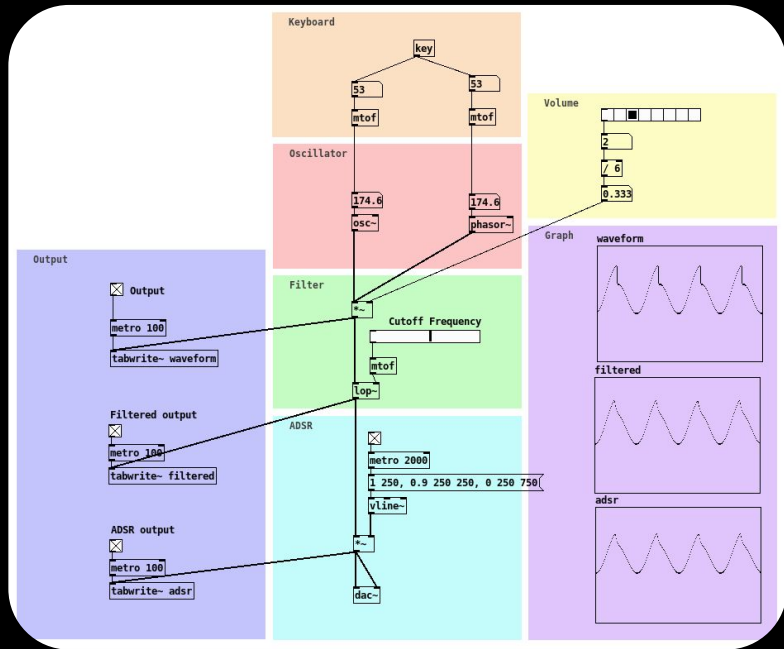 Keyboard
key
53
53
mtof
mtof
Oscillator
174.6
174.6
osc~
phasor~
Volume
2
/ 6
0.333
Output
Output
metro 100
tabwrite~ waveform
Filtered output
metro 100
tabwrite~ filtered
ADSR output
metro 100
tabwrite~ adsr
Filter
*~
Cutoff Frequency
mtof
lop~
ADSR
metro 2000
1 250, 0.9 250 250, 0 250 750
vline~
*~
dac~
Graph
waveform
filtered
adsr